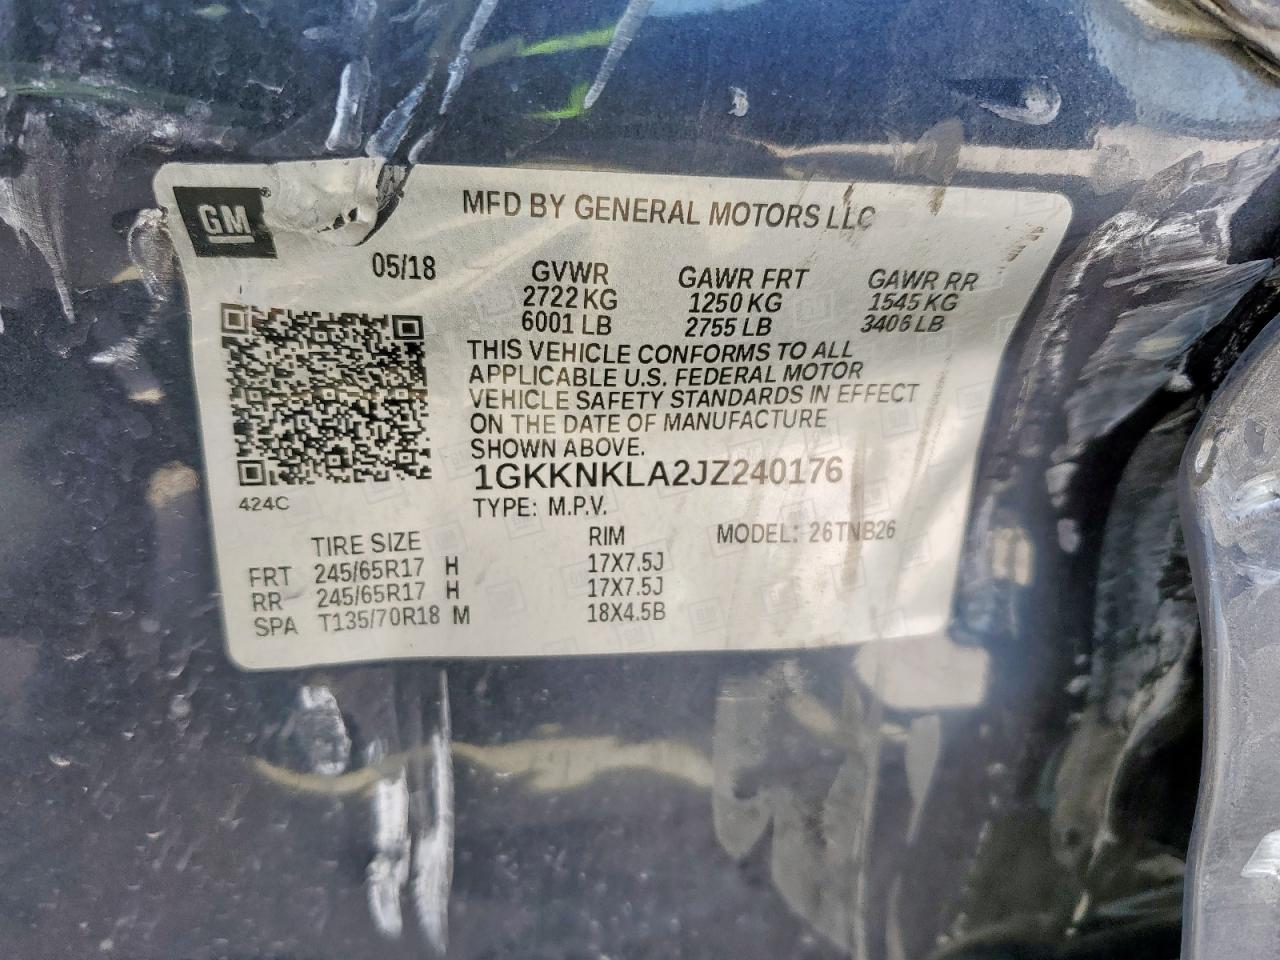 GM
MFD BY GENERAL MOTORS LLC
05/18 GVWR GAWR FRT GAWR RR
2722 KG 1250 KG 1545 KG
6001 LB 2755 LB 3406 LB
THIS VEHICLE CONFORMS TO ALL
APPLICABLE U.S. FEDERAL MOTOR
VEHICLE SAFETY STANDARDS IN EFFECT
ON THE DATE OF MANUFACTURE
SHOWN ABOVE.
1GKKNKLA2JZ240176
424C
TYPE: M.P.V.
TIRE SIZE RIM MODEL: 26TNB26
FRT 245/65R17 H 17X7.5J
RR 245/65R17 H 17X7.5J
SPA T135/70R18 M 18X4.5B